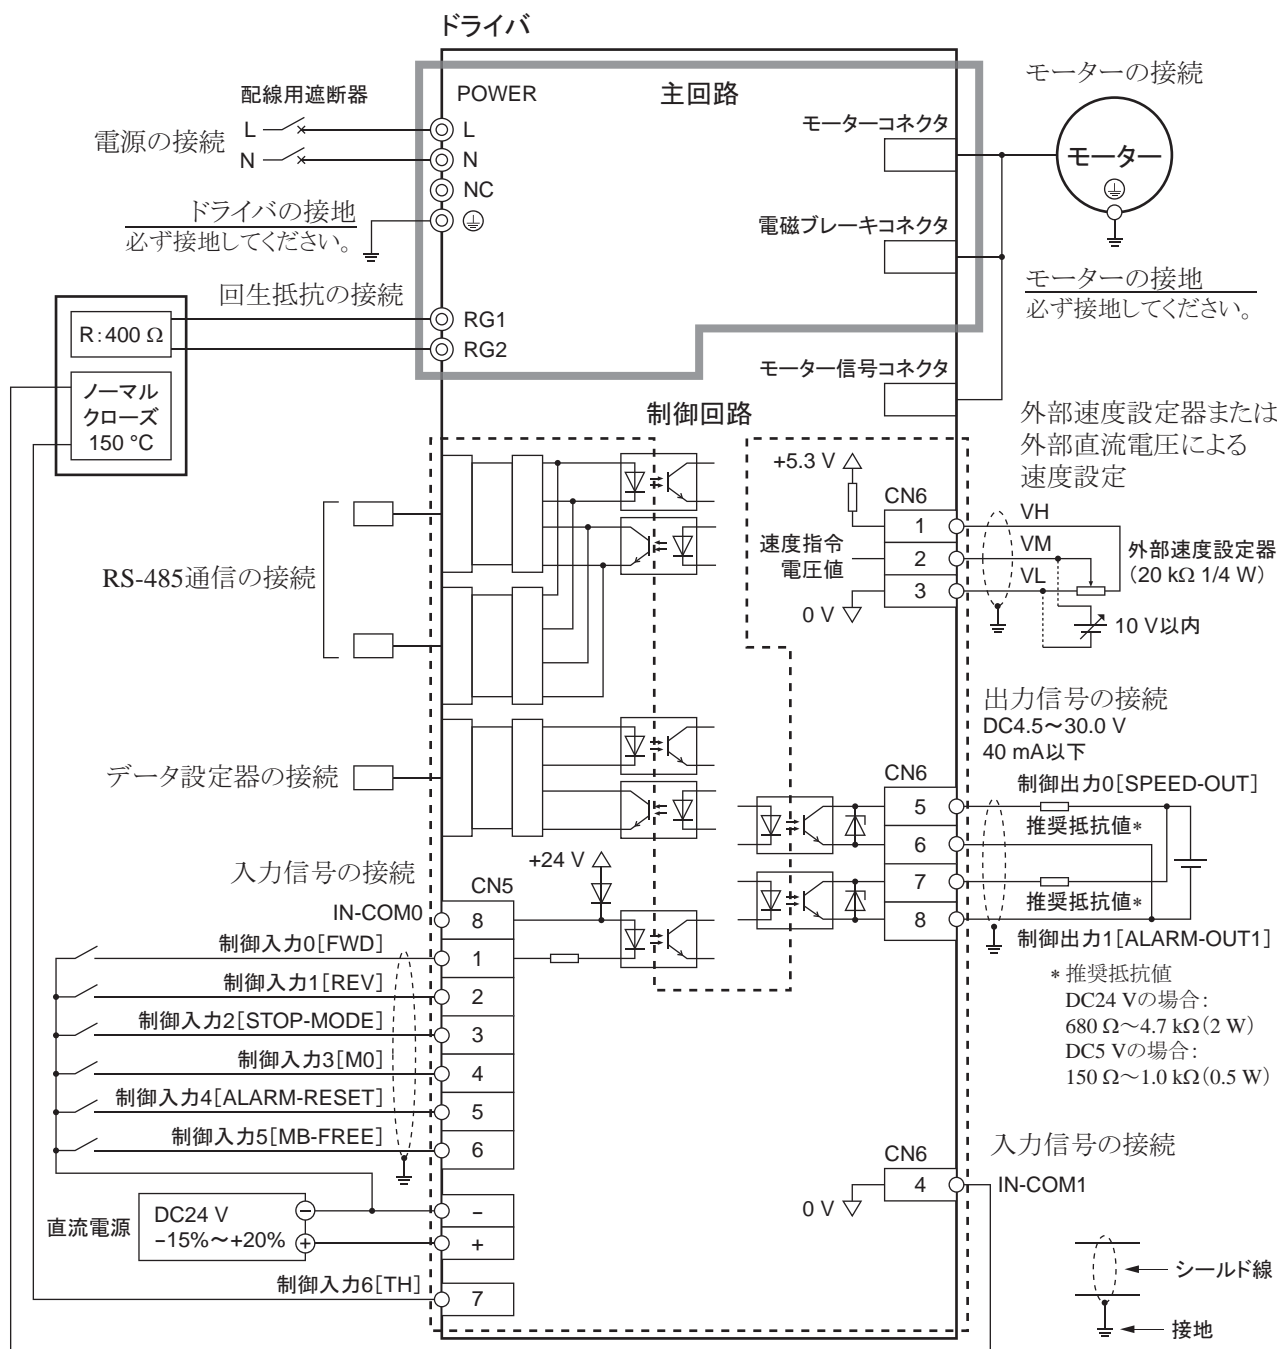 ドライバ
主回路
POWER
配線用遮断器
電源の接続
L
N
L
N
NC
ドライバの接地
必ず接地してください。
回生抵抗の接続
RG1
RG2
R:400 Ω
ノーマル
クローズ
150 °C
モーターコネクタ
電磁ブレーキコネクタ
モーター信号コネクタ
モーターの接続
モーター
モーターの接地
必ず接地してください。
制御回路
RS-485通信の接続
データ設定器の接続
+5.3 V
速度指令
電圧値
0 V
CN6
1
2
3
外部速度設定器または
外部直流電圧による
速度設定
VH
VM
VL
外部速度設定器
(20 kΩ 1/4 W)
10 V以内
出力信号の接続
DC4.5～30.0 V
40 mA以下
CN6
5
6
7
8
制御出力0[SPEED-OUT]
推奨抵抗値*
推奨抵抗値*
制御出力1[ALARM-OUT1]
* 推奨抵抗値
DC24 Vの場合:
680 Ω～4.7 kΩ(2 W)
DC5 Vの場合:
150 Ω～1.0 kΩ(0.5 W)
入力信号の接続
+24 V
CN5
IN-COM0
8
制御入力0[FWD]
1
制御入力1[REV]
2
制御入力2[STOP-MODE]
3
制御入力3[M0]
4
制御入力4[ALARM-RESET]
5
制御入力5[MB-FREE]
6
直流電源
DC24 V
−15%～+20%
−
+
−
+
制御入力6[TH]
7
入力信号の接続
CN6
4
IN-COM1
0 V
シールド線
接地